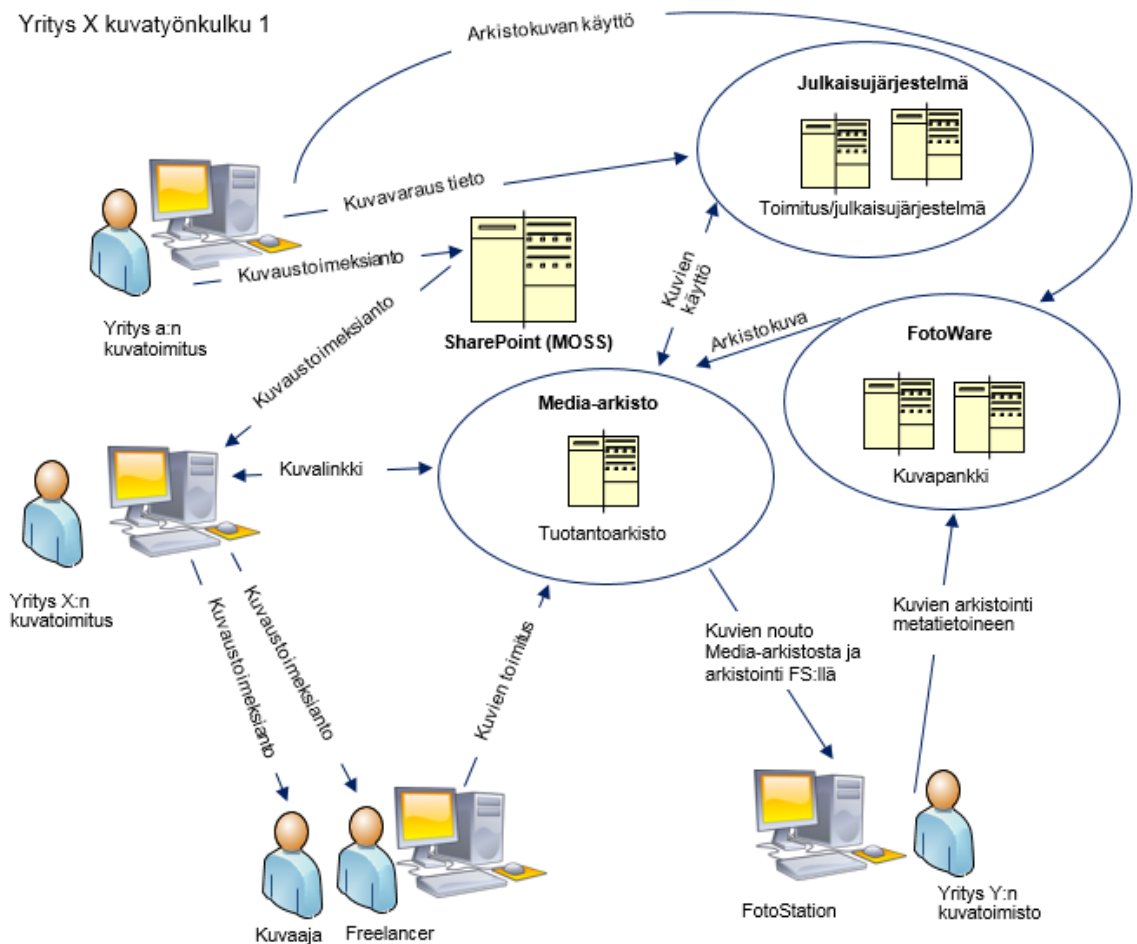 Yritys X kuvatyönkulku 1
Arkistokuvan käyttö
Julkaisujärjestelmä
Toimitus/julkaisujärjestelmä
Kuvavaraus tieto
Kuvaustoimeksianto
Yritys a:n
kuvatoimitus
SharePoint (MOSS)
Kuvien
käyttö
Arkistokuva
FotoWare
Kuvapankki
Kuvaustoimeksianto
Media-arkisto
Tuotantoarkisto
Kuvalinkki
Yritys X:n
kuvatoimitus
Kuvaustoimeksianto
Kuvaustoimeksianto
Kuvien toimitus
Kuvien nouto
Media-arkistosta ja
arkistointi FS:llä
Kuvien arkistointi
metatietoineen
Kuvaaja
Freelancer
FotoStation
Yritys Y:n
kuvatoimisto